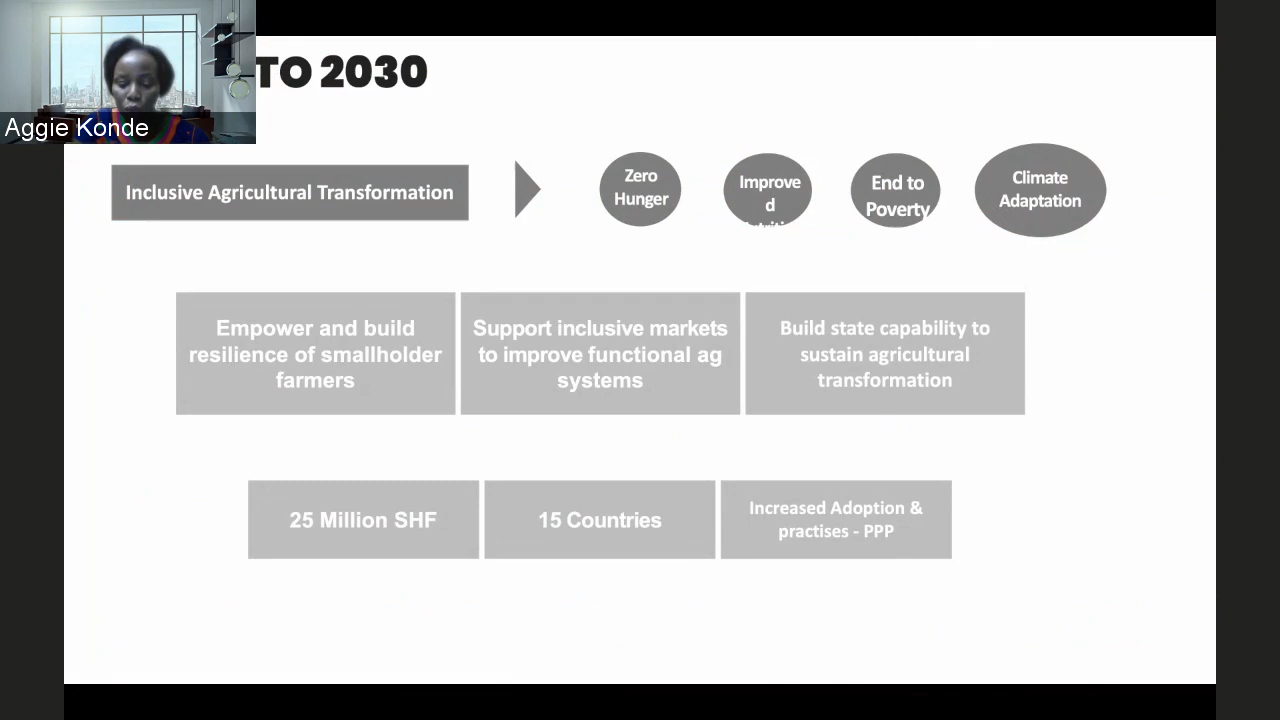 TO 2030
Aggie Konde
Inclusive Agricultural Transformation
Zero
Hunger
Improve
d
End to
Poverty
Climate
Adaptation
Empower and build
resilience of smallholder
farmers
Support inclusive markets
to improve functional ag
systems
Build state capability to
sustain agricultural
transformation
25 Million SHF
15 Countries
Increased Adoption &
practises - PPP